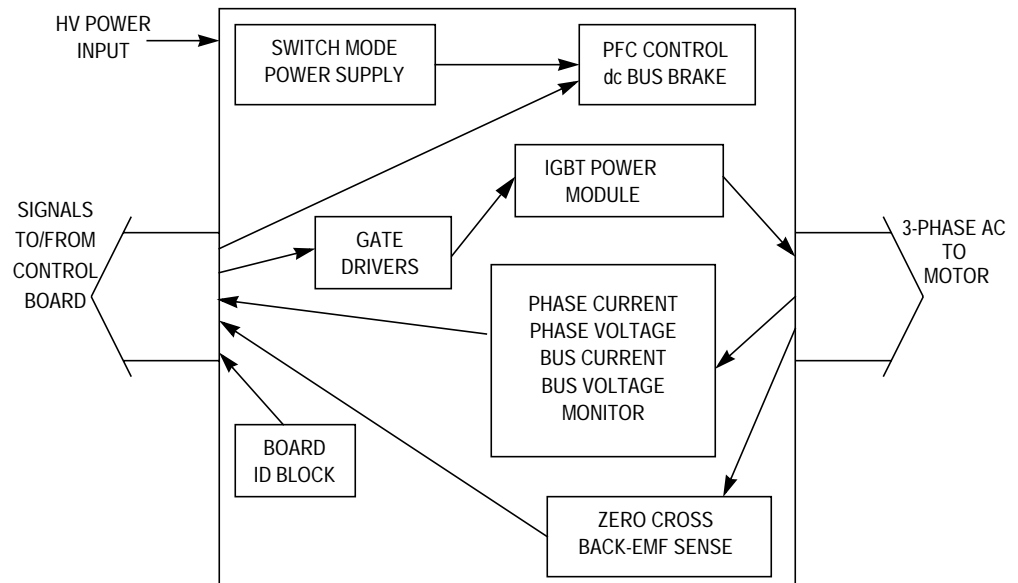 HV POWER
INPUT
SWITCH MODE
POWER SUPPLY
PFC CONTROL
dc BUS BRAKE
IGBT POWER
MODULE
SIGNALS
TO/FROM
CONTROL
BOARD
GATE
DRIVERS
3-PHASE AC
TO
MOTOR
PHASE CURRENT
PHASE VOLTAGE
BUS CURRENT
BUS VOLTAGE
MONITOR
BOARD
ID BLOCK
ZERO CROSS
BACK-EMF SENSE